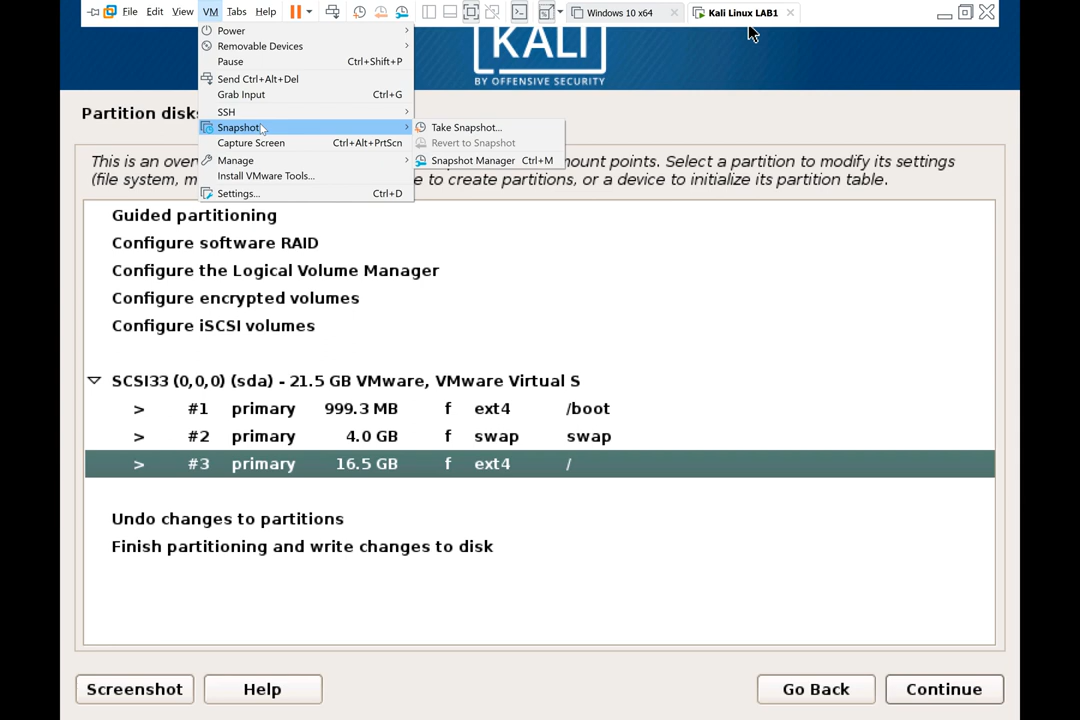 File Edit View VM Tabs Help Windows 10 x64 Kali Linux LAB1
KALI
BY OFFENSIVE SECURITY
Power
Removable Devices
Pause Ctrl+Shift+P
Send Ctrl+Alt+Del
Grab Input Ctrl+G
SSH
Snapshot
Capture Screen Ctrl+Alt+PrtScn
Manage
Install VMware Tools...
Settings... Ctrl+D
Take Snapshot...
Revert to Snapshot
Snapshot Manager Ctrl+M
Partition disks
This is an over mount points. Select a partition to modify its settings
(file system, m e to create partitions, or a device to initialize its partition table.
Guided partitioning
Configure software RAID
Configure the Logical Volume Manager
Configure encrypted volumes
Configure iSCSI volumes
SCSI33 (0,0,0) (sda) - 21.5 GB VMware, VMware Virtual S
> #1 primary 999.3 MB f ext4 /boot
> #2 primary 4.0 GB f swap swap
> #3 primary 16.5 GB f ext4 /
Undo changes to partitions
Finish partitioning and write changes to disk
Screenshot Help Go Back Continue